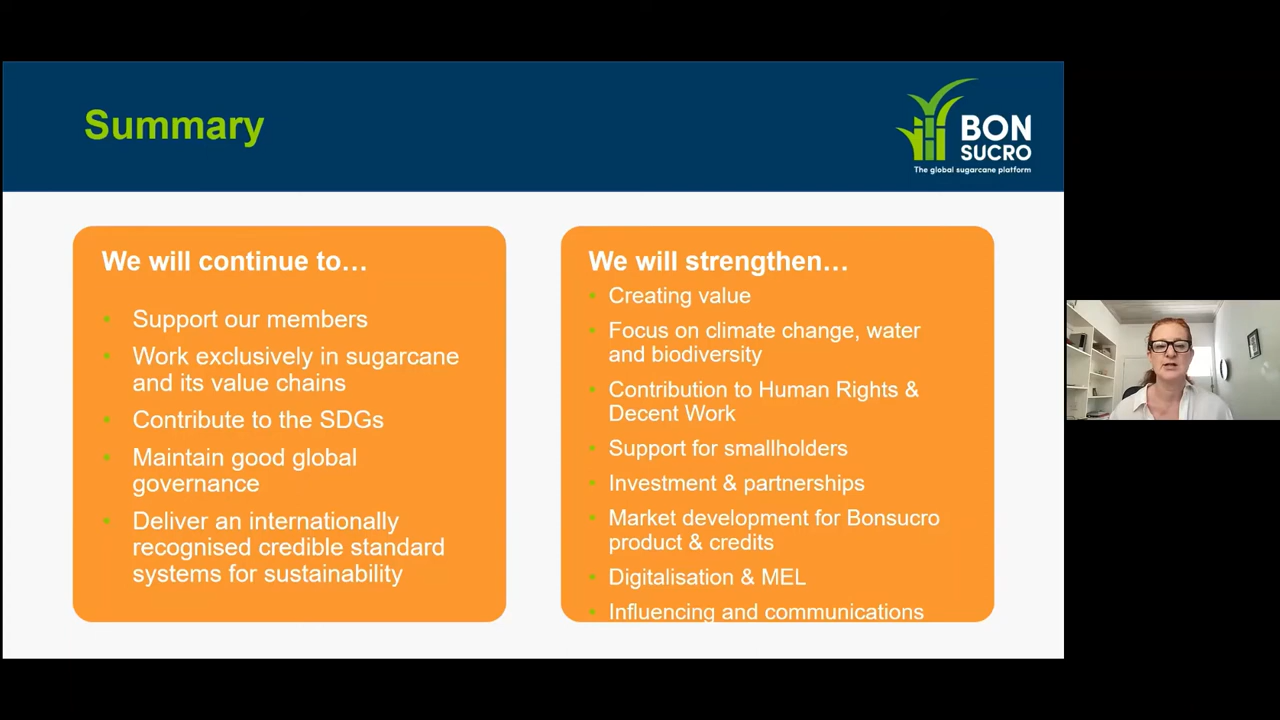 Summary
BON
SUCRO
The global sugarcane platform
We will continue to…
• Support our members
• Work exclusively in sugarcane
and its value chains
• Contribute to the SDGs
• Maintain good global
governance
• Deliver an internationally
recognised credible standard
systems for sustainability
We will strengthen…
• Creating value
• Focus on climate change, water
and biodiversity
• Contribution to Human Rights &
Decent Work
• Support for smallholders
• Investment & partnerships
• Market development for Bonsucro
product & credits
• Digitalisation & MEL
• Influencing and communications